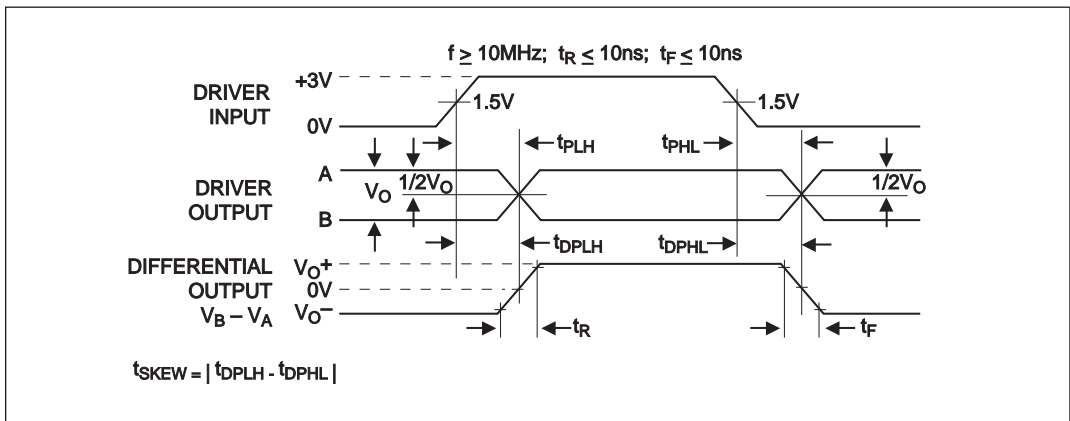 f ≥ 10MHz; tR ≤ 10ns; tF ≤ 10ns
+3V
DRIVER
INPUT
1.5V
1.5V
0V
tPLH
tPHL
A
DRIVER
OUTPUT
VO
1/2VO
1/2VO
B
tDPLH
tDPHL
DIFFERENTIAL
OUTPUT
VB – VA
VO+
0V
VO–
tR
tF
tSKEW = | tDPLH - tDPHL |